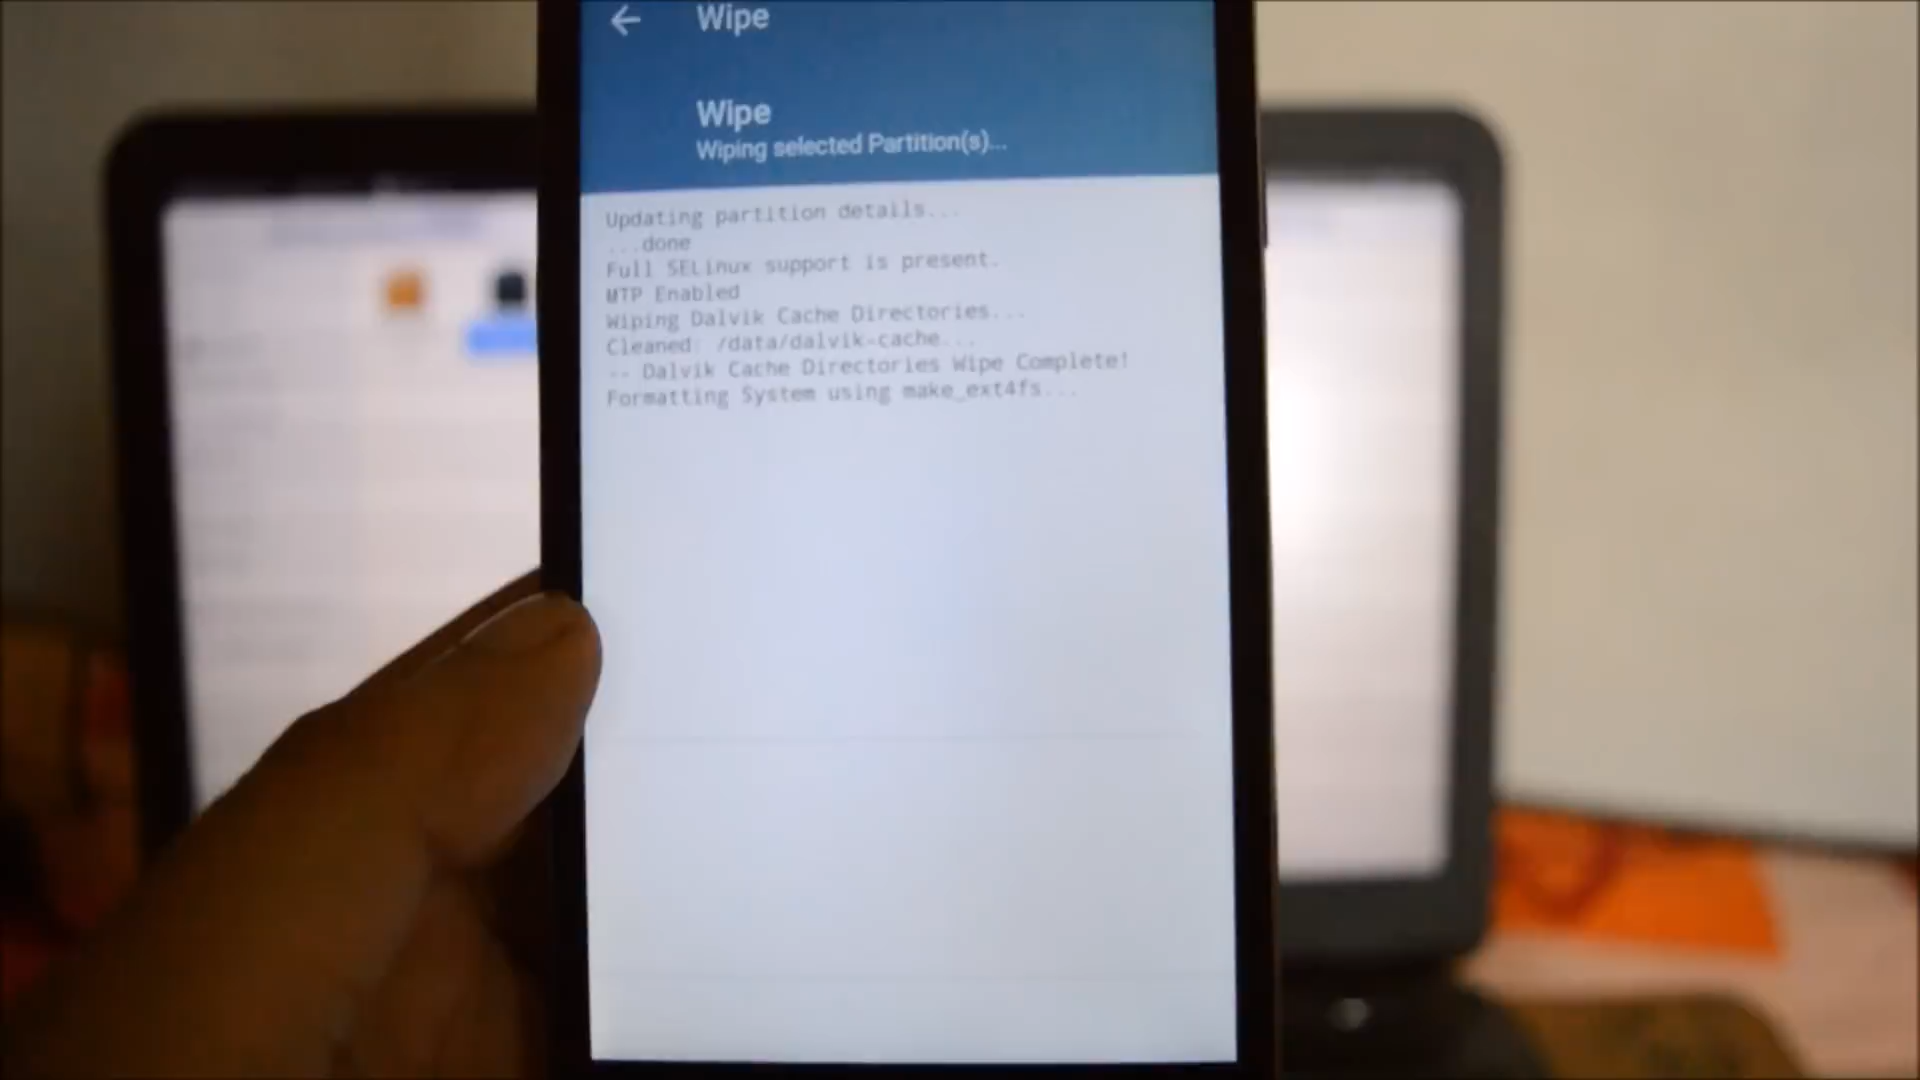 Wipe
Wipe
Wiping selected Partition(s)...
Updating partition details...
...done
Full SELinux support is present.
MTP Enabled
Wiping Dalvik Cache Directories...
Cleaned: /data/dalvik-cache...
-- Dalvik Cache Directories Wipe Complete!
Formatting System using make_ext4fs...